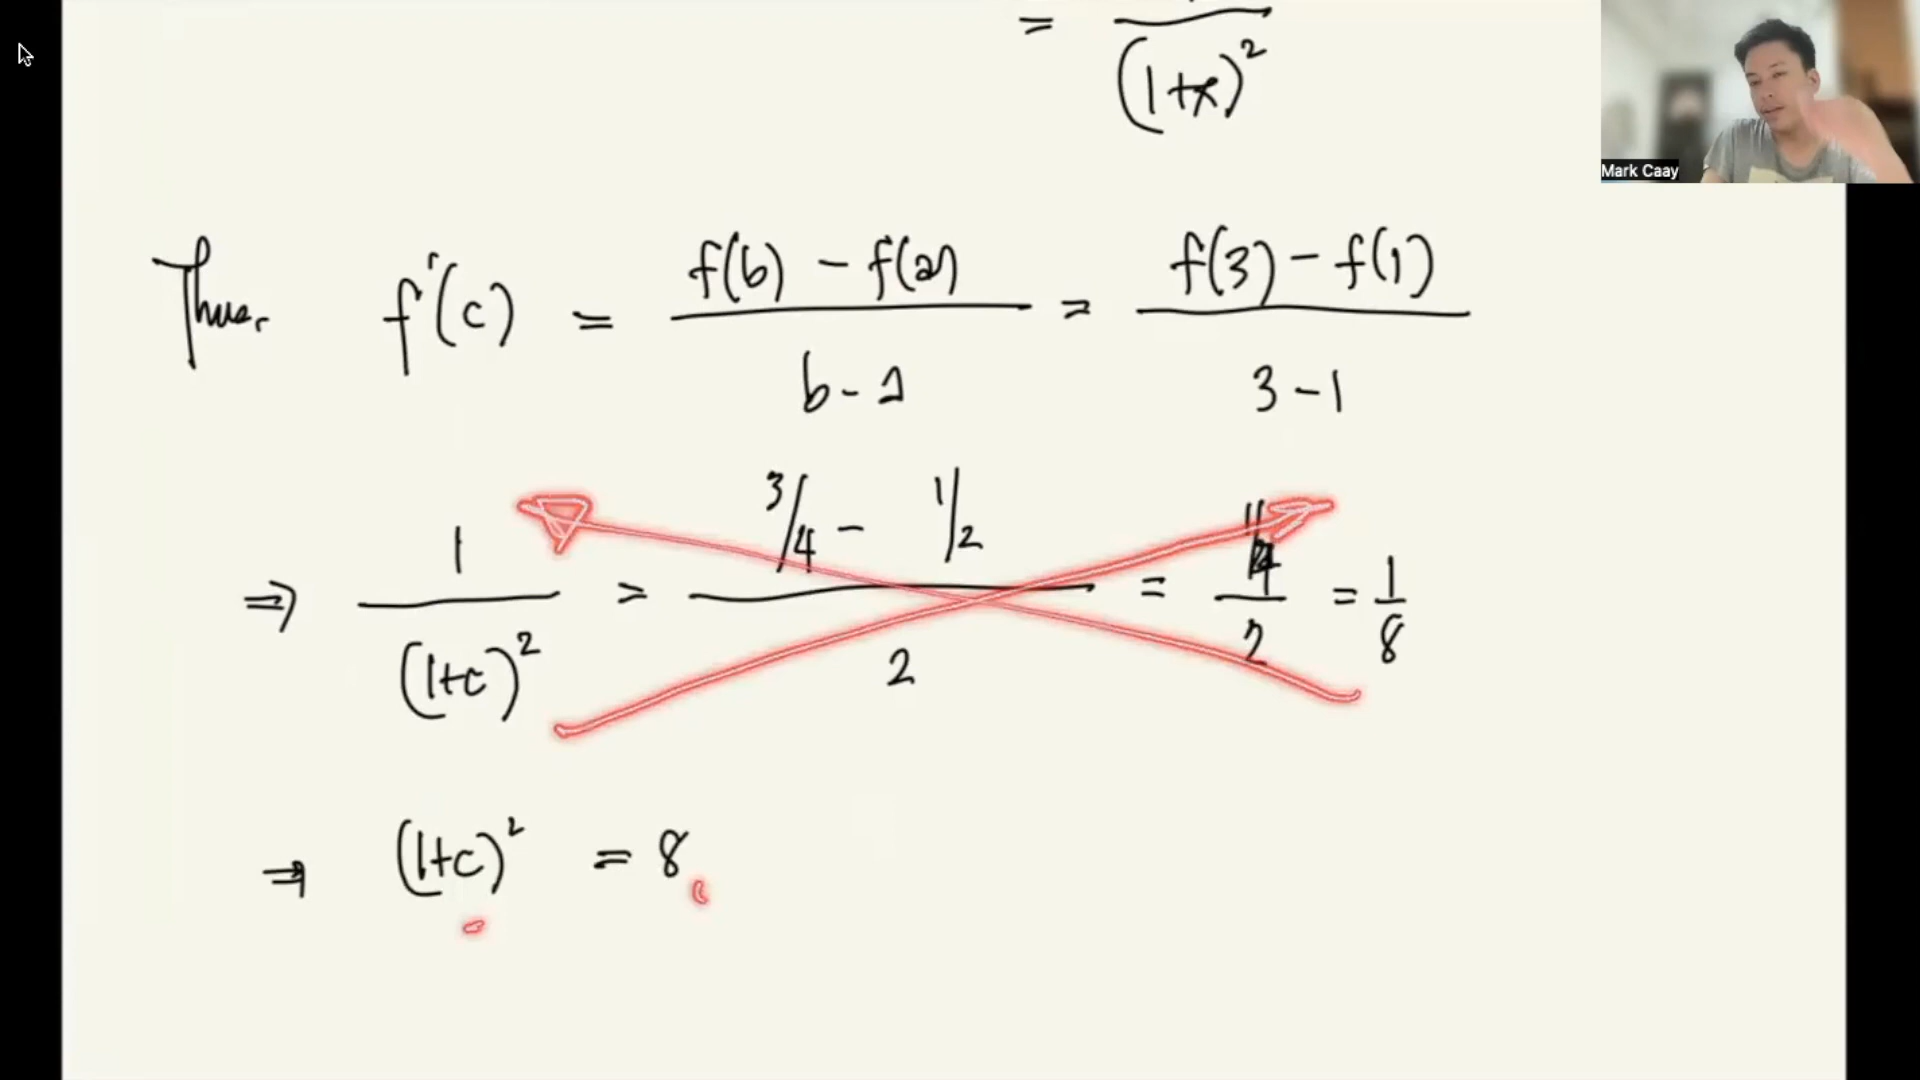 = 1/(1+x)^2
Mark Caay
Thus, f'(c) = (f(b) - f(a))/(b - a) = (f(3) - f(1))/(3 - 1)
⇒ 1/(1+c)^2 = (3/4 - 1/2)/2 = (1/4)/2 = 1/8
⇒ (1+c)^2 = 8